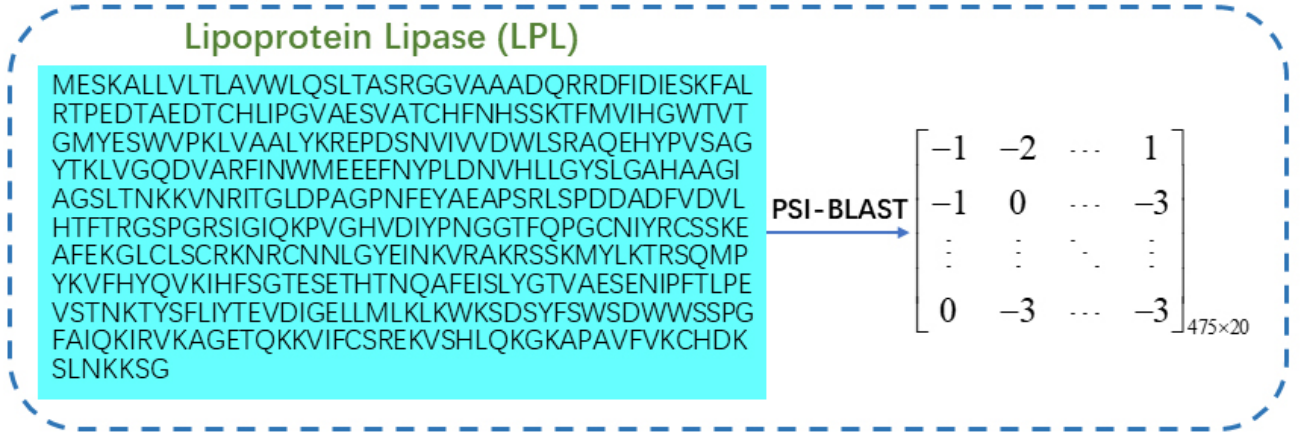 Lipoprotein Lipase (LPL)
MESKALLVLTLAVWLQSLTASRGGVAAADQRRDFIDIESKFAL
RTPEDTAEDTCHLIPGVAESVATCHFNHSSKTFMVIHGWTVT
GMYESWVPKLVAALYKREPDSNVIVVDWLSRAQEHYPVSAG
YTKLVGQDVARFINWMEEEFNYPLDNVHLLGYSLGAHAAGI
AGSLTNKKVNRITGLDPAGPNFEYAEAPSRLSPDDADFVDVL
HTFTRGSPGRSIGIQKPVGHVDIYPNGGTFQPGCNIYRCSSKE
AFEKGLCLSCRKNRCNNLGYEINKVRAKRSSKMYLKTRSQMP
YKVFHYQVKIHFSGTESETHTNQAFEISLYGTVAESENIPFTLPE
VSTNKTYSFLIYTEVDIGELLMLKLKWKSDSYFSWSDWWSSPG
FAIQKIRVKAGETQKKVIFCSREKVSHLQKGKAPAVFVKCHDK
SLNKKSG
PSI-BLAST
−1 −2 ⋯ 1
−1 0 ⋯ −3
⋮ ⋮ ⋱ ⋮
0 −3 ⋯ −3
475×20